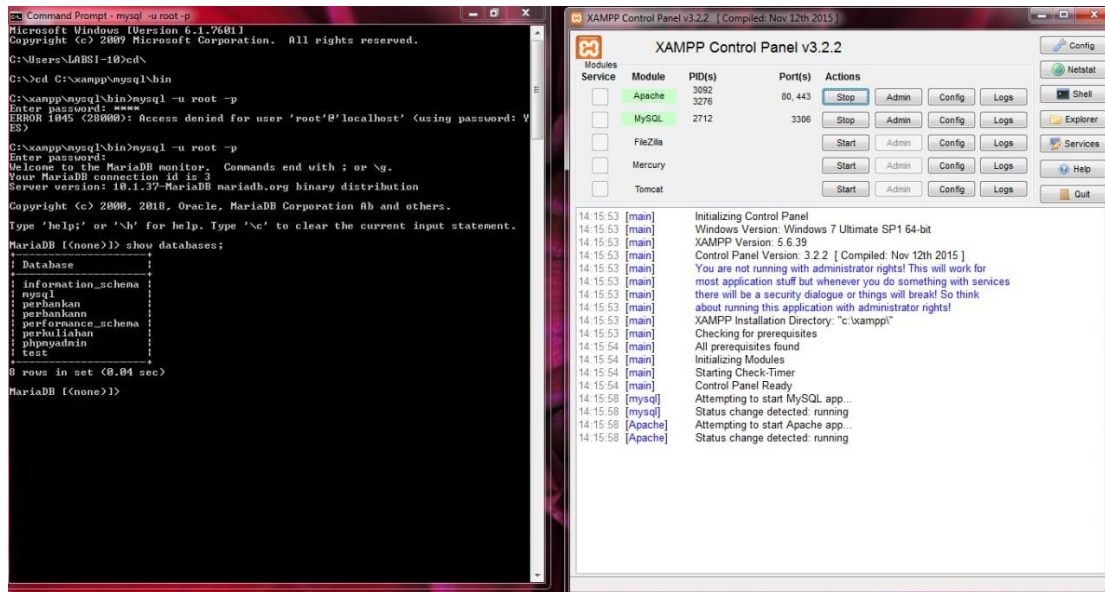 Command Prompt - mysql -u root -p
Microsoft Windows [Version 6.1.7601]
Copyright (c) 2009 Microsoft Corporation.  All rights reserved.
C:\Users\LABSI-10>cd\
C:\>cd C:\xampp\mysql\bin
C:\xampp\mysql\bin>mysql -u root -p
Enter password: ****
ERROR 1045 (28000): Access denied for user 'root'@'localhost' (using password: Y
ES)
C:\xampp\mysql\bin>mysql -u root -p
Enter password:
Welcome to the MariaDB monitor.  Commands end with ; or \g.
Your MariaDB connection id is 3
Server version: 10.1.37-MariaDB mariadb.org binary distribution
Copyright (c) 2000, 2018, Oracle, MariaDB Corporation Ab and others.
Type 'help;' or '\h' for help. Type '\c' to clear the current input statement.
MariaDB [(none)]> show databases;
+--------------------+
| Database           |
+--------------------+
| information_schema |
| mysql              |
| perbankan          |
| perbankann         |
| performance_schema |
| perkuliahan        |
| phpmyadmin         |
| test               |
+--------------------+
8 rows in set (0.04 sec)
MariaDB [(none)]>
XAMPP Control Panel v3.2.2   [ Compiled: Nov 12th 2015 ]
XAMPP Control Panel v3.2.2
Config
Modules
Service Module PID(s) Port(s) Actions
Netstat
Apache 3092 80, 443 Stop Admin Config Logs
3276
Shell
MySQL 2712 3306 Stop Admin Config Logs
Explorer
FileZilla Start Admin Config Logs
Services
Mercury Start Admin Config Logs
Help
Tomcat Start Admin Config Logs
Quit
14:15:53 [main] Initializing Control Panel
14:15:53 [main] Windows Version: Windows 7 Ultimate SP1 64-bit
14:15:53 [main] XAMPP Version: 5.6.39
14:15:53 [main] Control Panel Version: 3.2.2  [ Compiled: Nov 12th 2015 ]
14:15:53 [main] You are not running with administrator rights! This will work for
14:15:53 [main] most application stuff but whenever you do something with services
14:15:53 [main] there will be a security dialogue or things will break! So think
14:15:53 [main] about running this application with administrator rights!
14:15:53 [main] XAMPP Installation Directory: "c:\xampp\"
14:15:53 [main] Checking for prerequisites
14:15:54 [main] All prerequisites found
14:15:54 [main] Initializing Modules
14:15:54 [main] Starting Check-Timer
14:15:54 [main] Control Panel Ready
14:15:58 [mysql] Attempting to start MySQL app...
14:15:58 [mysql] Status change detected: running
14:15:58 [Apache] Attempting to start Apache app...
14:15:58 [Apache] Status change detected: running